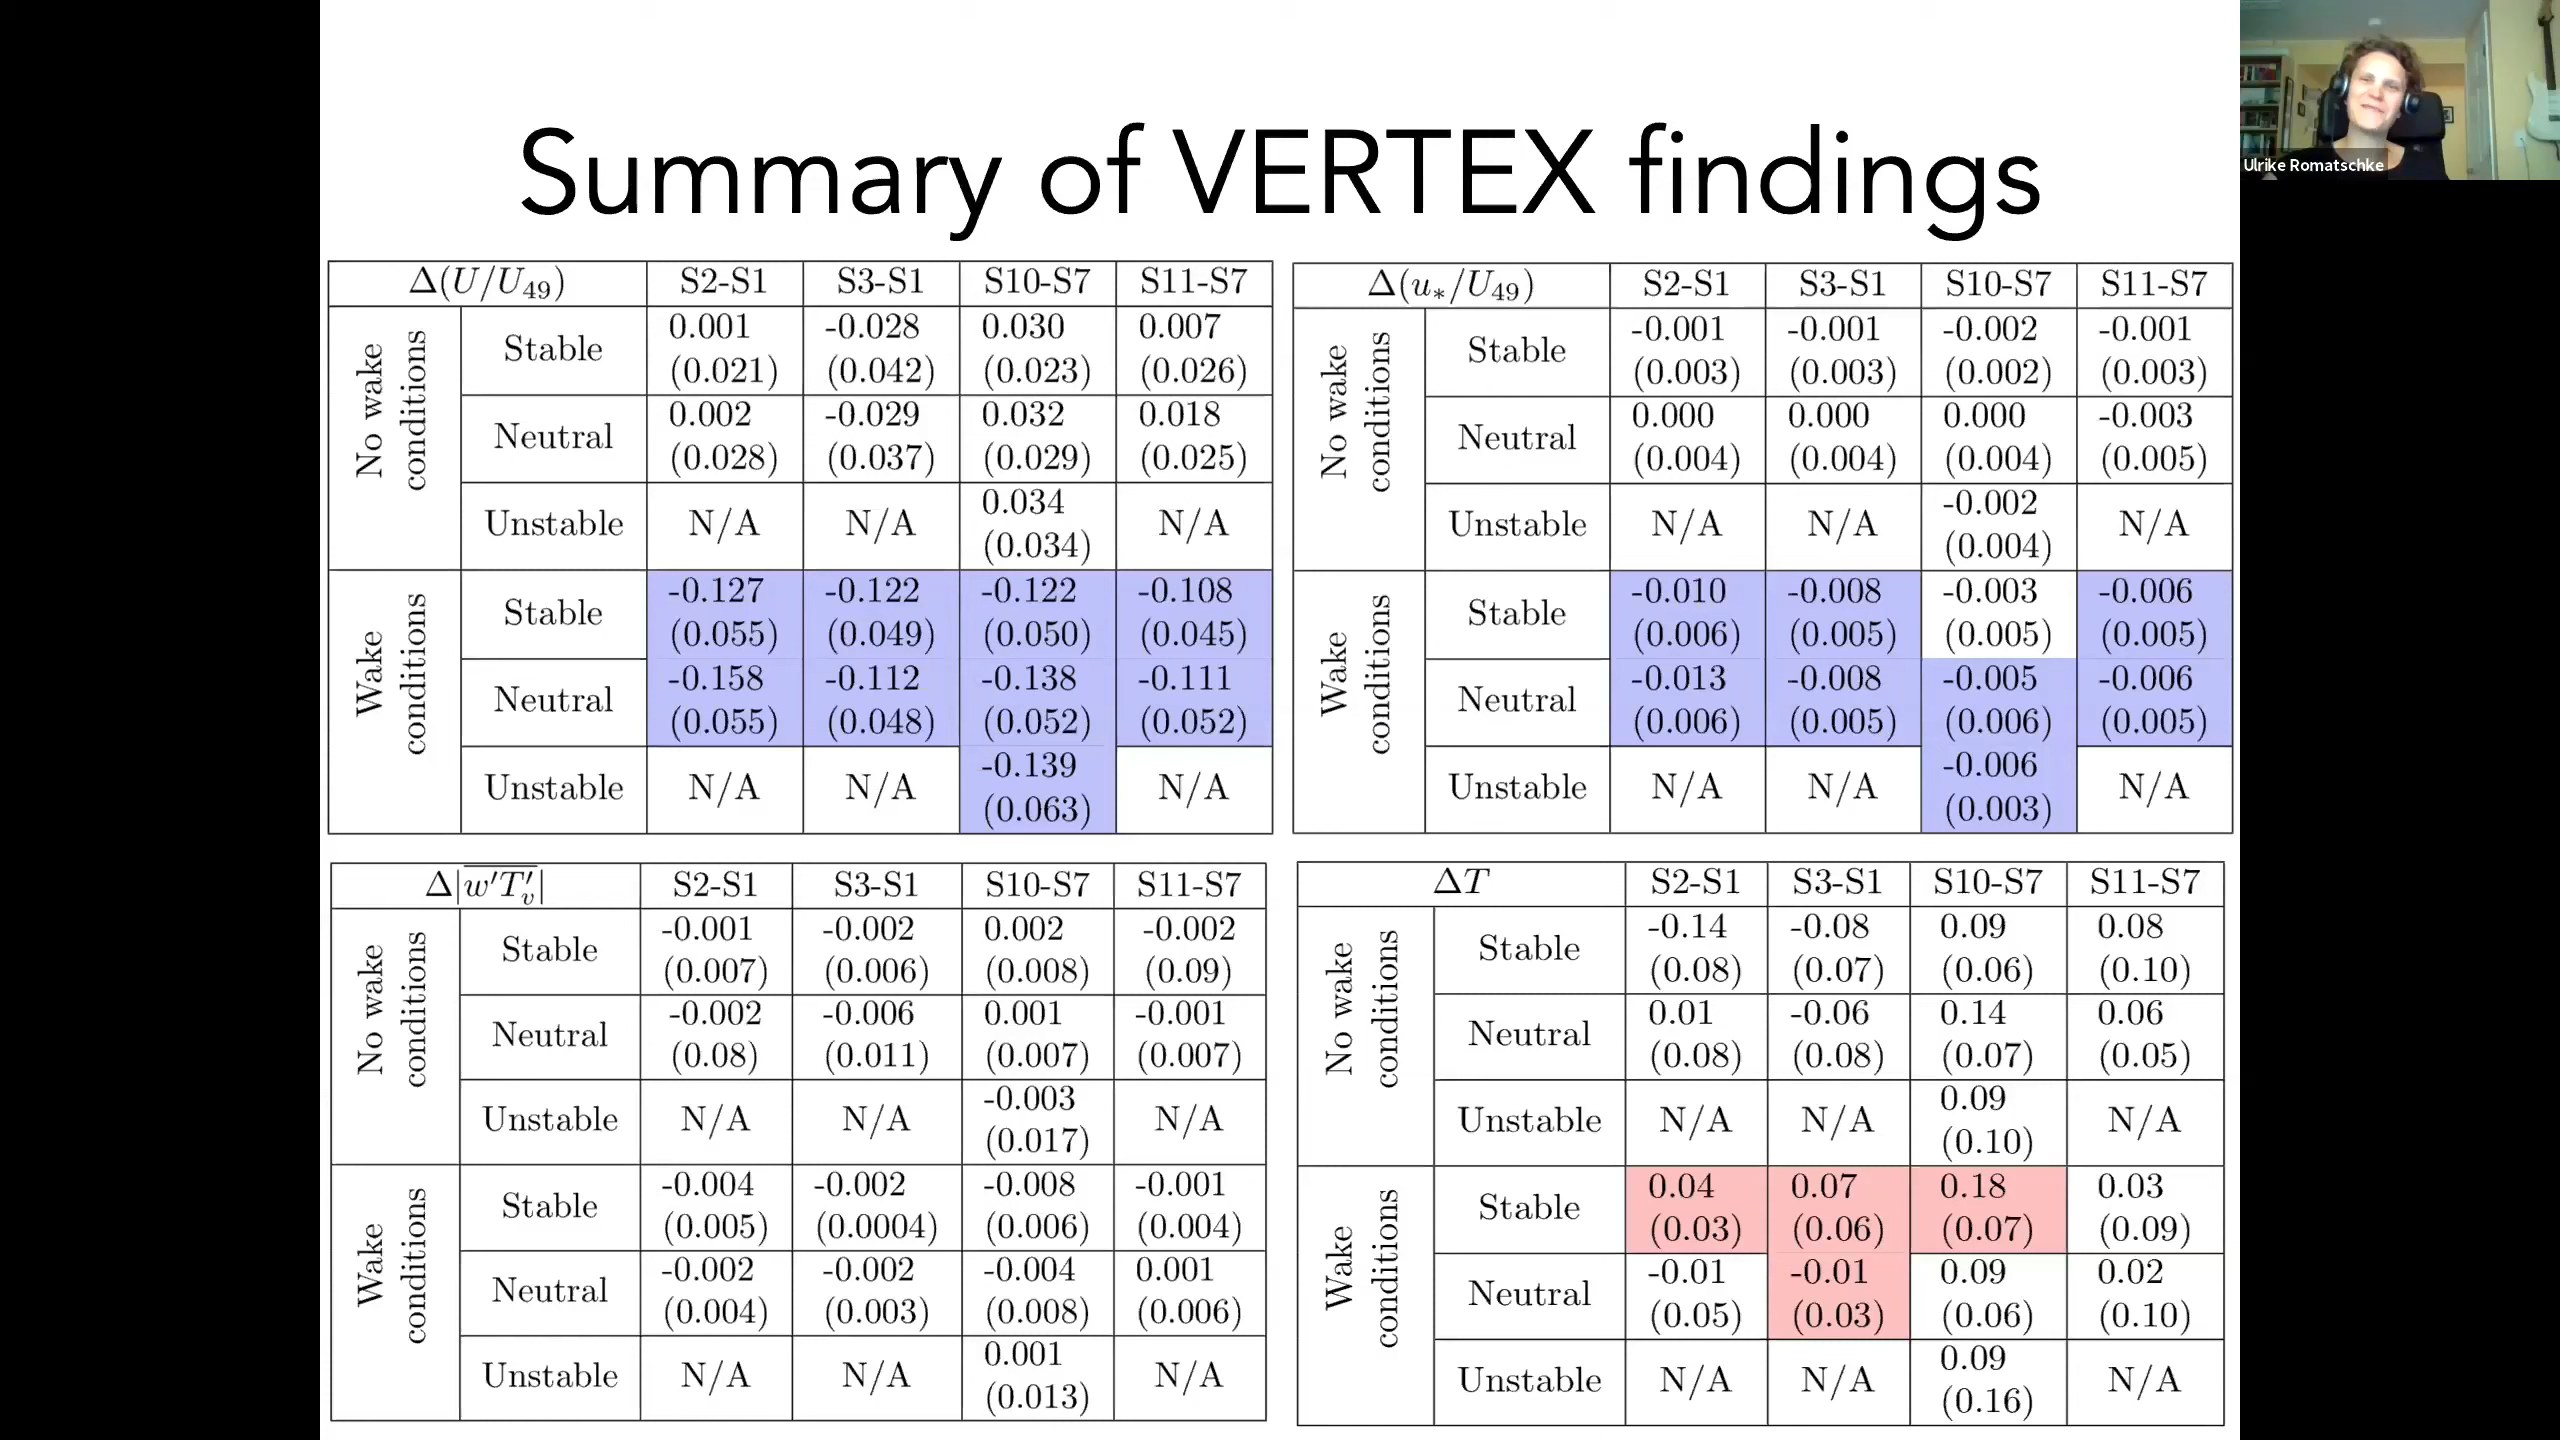 Summary of VERTEX findings
Ulrike Romatschke
Δ(U/U₄₉) S2-S1 S3-S1 S10-S7 S11-S7
No wake conditions
Stable 0.001 (0.021) -0.028 (0.042) 0.030 (0.023) 0.007 (0.026)
Neutral 0.002 (0.028) -0.029 (0.037) 0.032 (0.029) 0.018 (0.025)
Unstable N/A N/A 0.034 (0.034) N/A
Wake conditions
Stable -0.127 (0.055) -0.122 (0.049) -0.122 (0.050) -0.108 (0.045)
Neutral -0.158 (0.055) -0.112 (0.048) -0.138 (0.052) -0.111 (0.052)
Unstable N/A N/A -0.139 (0.063) N/A
Δ(u*/U₄₉) S2-S1 S3-S1 S10-S7 S11-S7
No wake conditions
Stable -0.001 (0.003) -0.001 (0.003) -0.002 (0.002) -0.001 (0.003)
Neutral 0.000 (0.004) 0.000 (0.004) 0.000 (0.004) -0.003 (0.005)
Unstable N/A N/A -0.002 (0.004) N/A
Wake conditions
Stable -0.010 (0.006) -0.008 (0.005) -0.003 (0.005) -0.006 (0.005)
Neutral -0.013 (0.006) -0.008 (0.005) -0.005 (0.006) -0.006 (0.005)
Unstable N/A N/A -0.006 (0.003) N/A
Δ|w′T′ᵥ| S2-S1 S3-S1 S10-S7 S11-S7
No wake conditions
Stable -0.001 (0.007) -0.002 (0.006) 0.002 (0.008) -0.002 (0.09)
Neutral -0.002 (0.08) -0.006 (0.011) 0.001 (0.007) -0.001 (0.007)
Unstable N/A N/A -0.003 (0.017) N/A
Wake conditions
Stable -0.004 (0.005) -0.002 (0.0004) -0.008 (0.006) -0.001 (0.004)
Neutral -0.002 (0.004) -0.002 (0.003) -0.004 (0.008) 0.001 (0.006)
Unstable N/A N/A 0.001 (0.013) N/A
ΔT S2-S1 S3-S1 S10-S7 S11-S7
No wake conditions
Stable -0.14 (0.08) -0.08 (0.07) 0.09 (0.06) 0.08 (0.10)
Neutral 0.01 (0.08) -0.06 (0.08) 0.14 (0.07) 0.06 (0.05)
Unstable N/A N/A 0.09 (0.10) N/A
Wake conditions
Stable 0.04 (0.03) 0.07 (0.06) 0.18 (0.07) 0.03 (0.09)
Neutral -0.01 (0.05) -0.01 (0.03) 0.09 (0.06) 0.02 (0.10)
Unstable N/A N/A 0.09 (0.16) N/A